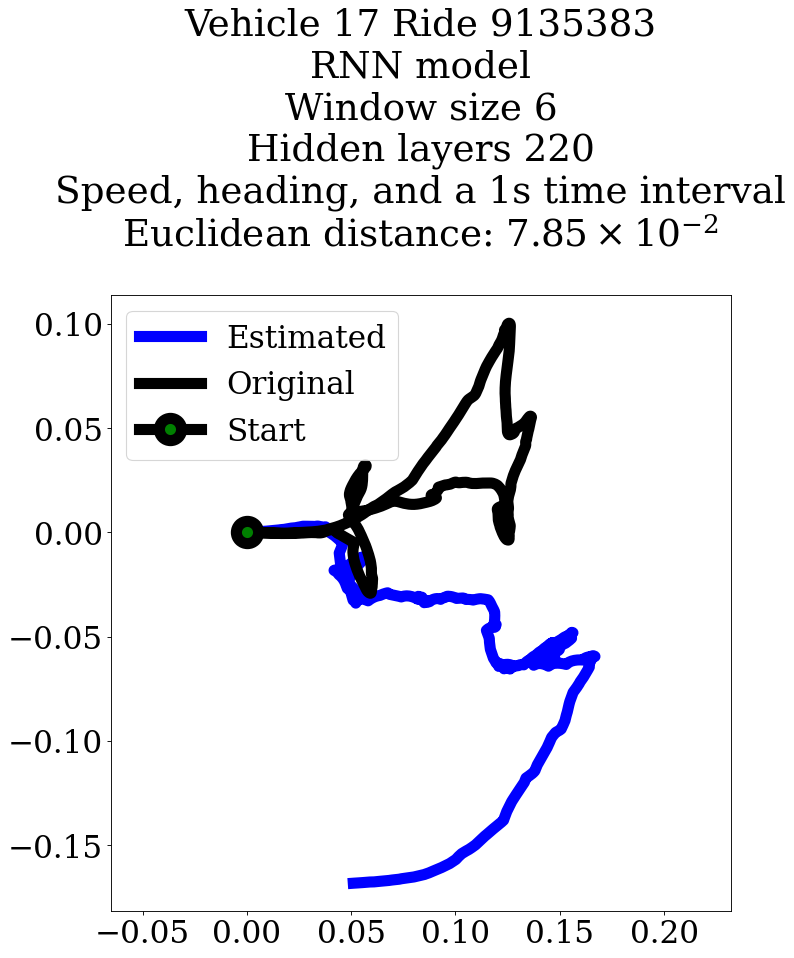 Vehicle 17 Ride 9135383
RNN model
Window size 6
Hidden layers 220
Speed, heading, and a 1s time interval
Euclidean distance: 7.85 × 10⁻²
Estimated
Original
Start
0.10
0.05
0.00
−0.05
−0.10
−0.15
−0.05
0.00
0.05
0.10
0.15
0.20